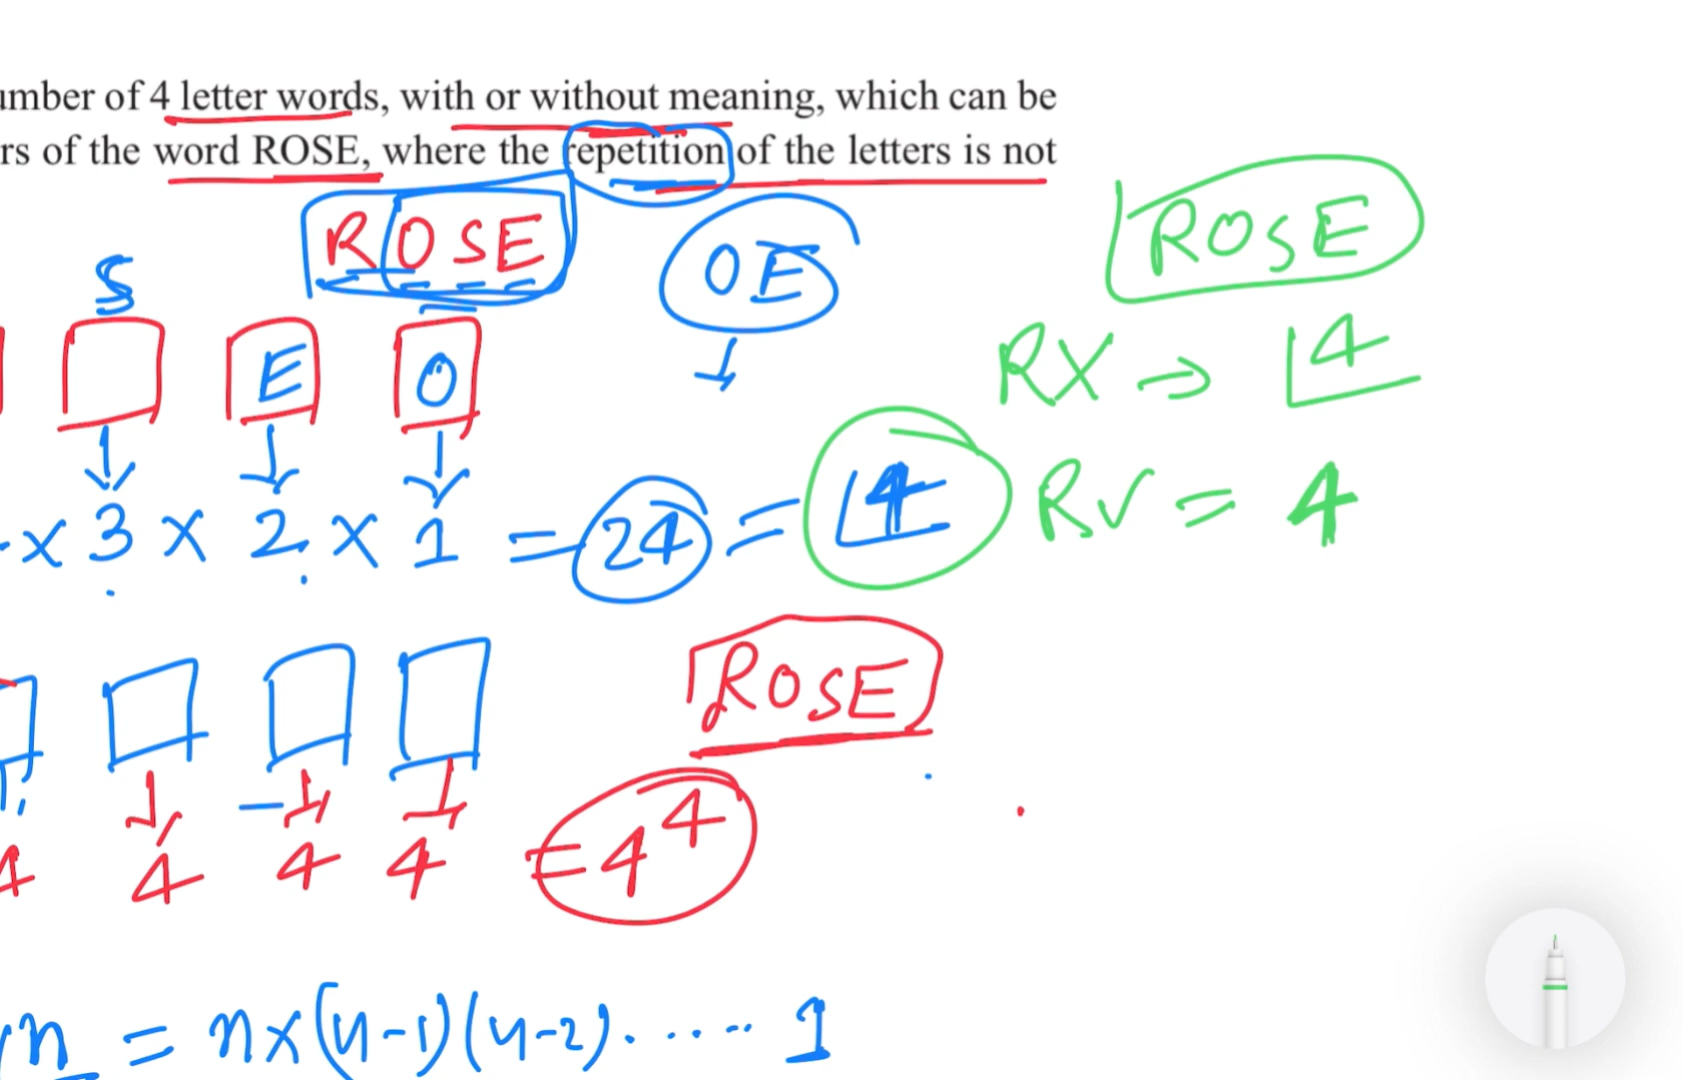 umber of 4 letter words, with or without meaning, which can be
rs of the word ROSE, where the repetition of the letters is not
ROSE
OE
ROSE
S
E
O
RX → ⌊4
x 3 x 2 x 1 = 24 = ⌊4
R✓ = 4
ROSE
4 4 4 4 = 4⁴
n = n x (n-1)(n-2)........ 1